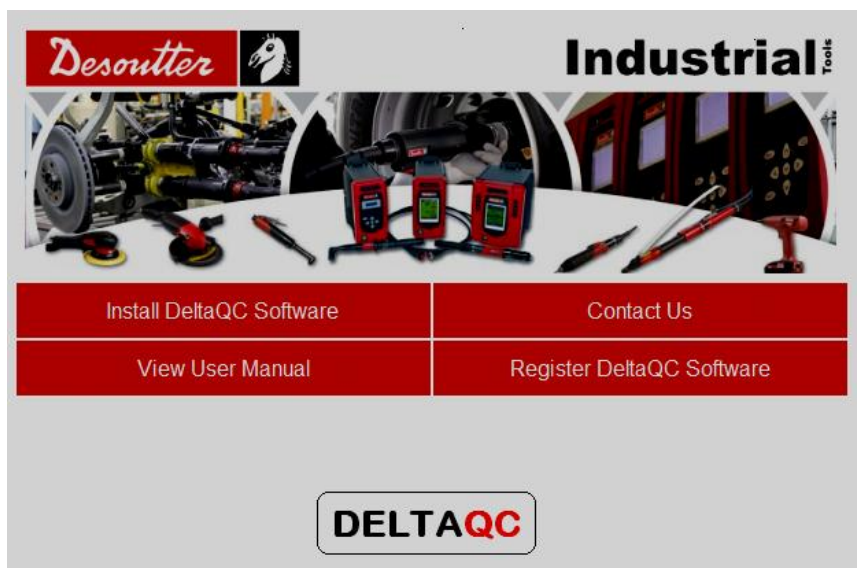 Desoutter
Industrial Tools
Install DeltaQC Software
Contact Us
View User Manual
Register DeltaQC Software
DELTAQC